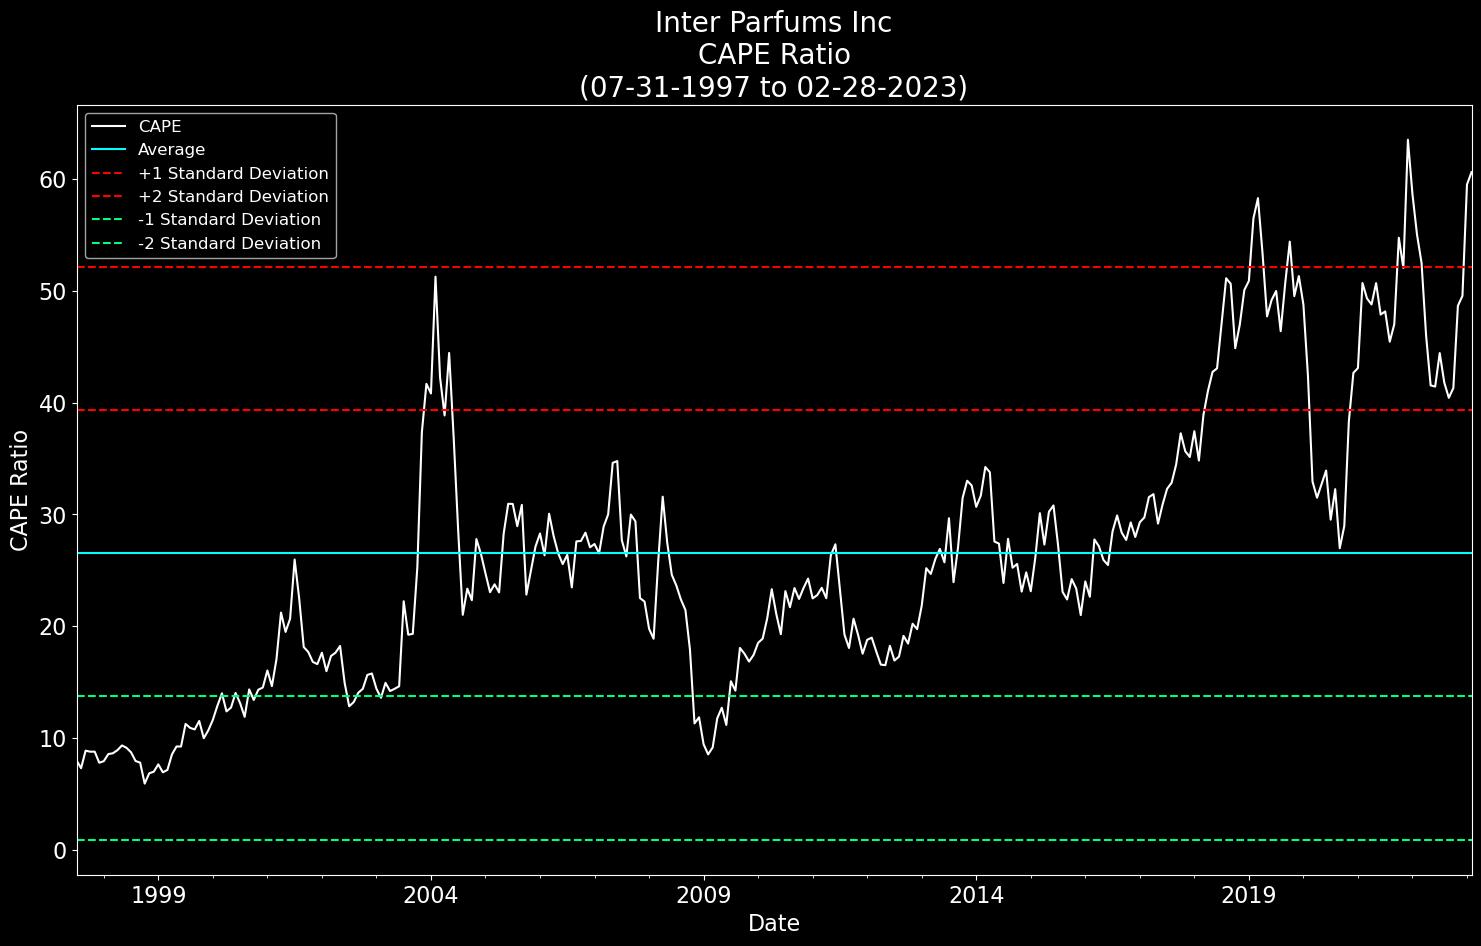 Inter Parfums Inc
CAPE Ratio
(07-31-1997 to 02-28-2023)
CAPE
Average
+1 Standard Deviation
+2 Standard Deviation
-1 Standard Deviation
-2 Standard Deviation
60
50
40
30
20
10
0
CAPE Ratio
1999 2004 2009 2014 2019
Date